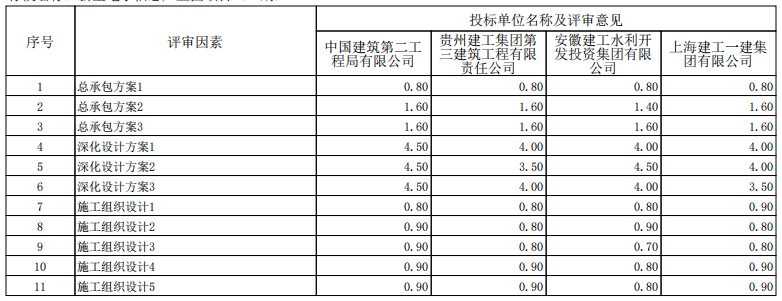 序号 评审因素 投标单位名称及评审意见
中国建筑第二工程局有限公司 贵州建工集团第三建筑工程有限责任公司 安徽建工水利开发投资集团有限公司 上海建工一建集团有限公司
1 总承包方案1 0.80 0.80 0.80 0.80
2 总承包方案2 1.60 1.60 1.40 1.60
3 总承包方案3 1.60 1.60 1.60 1.60
4 深化设计方案1 4.50 4.00 4.00 4.00
5 深化设计方案2 4.50 3.50 4.50 4.00
6 深化设计方案3 4.50 4.00 4.00 3.50
7 施工组织设计1 0.80 0.80 0.80 0.90
8 施工组织设计2 0.90 0.80 0.90 0.80
9 施工组织设计3 0.90 0.80 0.70 0.80
10 施工组织设计4 0.90 0.90 0.80 0.90
11 施工组织设计5 0.90 0.90 0.80 0.90